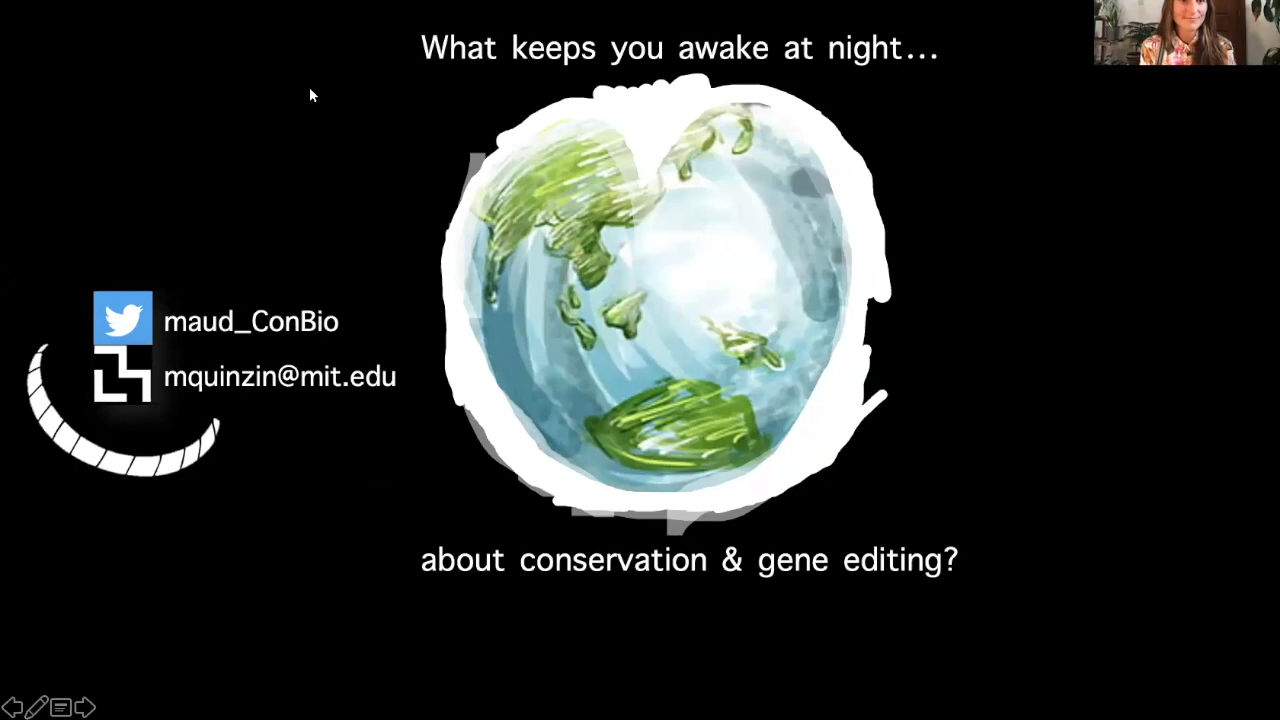 What keeps you awake at night...
maud_ConBio
mquinzin@mit.edu
about conservation & gene editing?